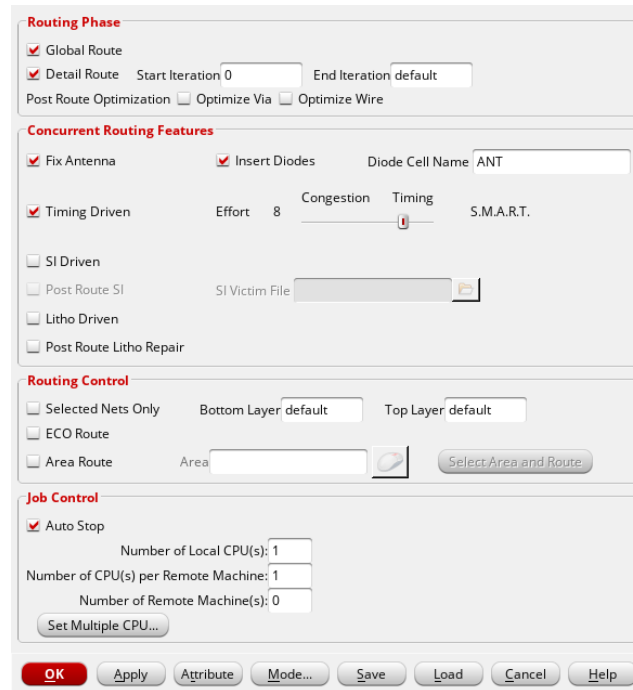 Routing Phase
Global Route
Detail Route Start Iteration 0 End Iteration default
Post Route Optimization Optimize Via Optimize Wire
Concurrent Routing Features
Fix Antenna Insert Diodes Diode Cell Name ANT
Congestion Timing
Timing Driven Effort 8 S.M.A.R.T.
SI Driven
Post Route SI SI Victim File
Litho Driven
Post Route Litho Repair
Routing Control
Selected Nets Only Bottom Layer default Top Layer default
ECO Route
Area Route Area Select Area and Route
Job Control
Auto Stop
Number of Local CPU(s): 1
Number of CPU(s) per Remote Machine: 1
Number of Remote Machine(s): 0
Set Multiple CPU...
OK Apply Attribute Mode... Save Load Cancel Help